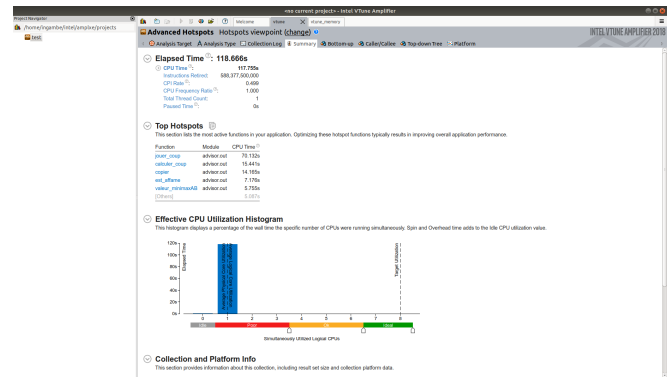 <no current project> - Intel VTune Amplifier
Project Navigator
/home/ingambe/intel/amplxe/projects
test
Welcome vtune X vtune_memory
Advanced Hotspots Hotspots viewpoint (change)
INTEL VTUNE AMPLIFIER 2018
Analysis Target Analysis Type Collection Log Summary Bottom-up Caller/Callee Top-down Tree Platform
Elapsed Time : 118.666s
CPU Time : 117.755s
Instructions Retired: 588,377,500,000
CPI Rate : 0.499
CPU Frequency Ratio : 1.000
Total Thread Count: 1
Paused Time : 0s
Top Hotspots
This section lists the most active functions in your application. Optimizing these hotspot functions typically results in improving overall application performance.
Function Module CPU Time
jouer_coup advisor.out 70.132s
calculer_coup advisor.out 15.441s
copier advisor.out 14.165s
est_affame advisor.out 7.176s
valeur_minimaxAB advisor.out 5.755s
[Others] 5.087s
Effective CPU Utilization Histogram
This histogram displays a percentage of the wall time the specific number of CPUs were running simultaneously. Spin and Overhead time adds to the Idle CPU utilization value.
Elapsed Time
120s
100s
80s
60s
40s
20s
0s
Target Utilization
0 1 2 3 4 5 6 7 8
Idle Poor Ok Ideal
Simultaneously Utilized Logical CPUs
Collection and Platform Info
This section provides information about this collection, including result set size and collection platform data.